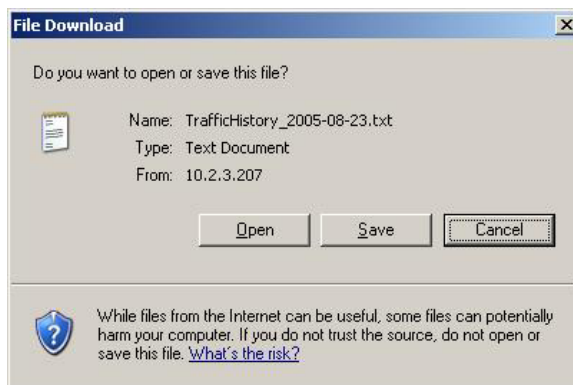 File Download
Do you want to open or save this file?
Name: TrafficHistory_2005-08-23.txt
Type: Text Document
From: 10.2.3.207
Open Save Cancel
While files from the Internet can be useful, some files can potentially
harm your computer. If you do not trust the source, do not open or
save this file. What's the risk?